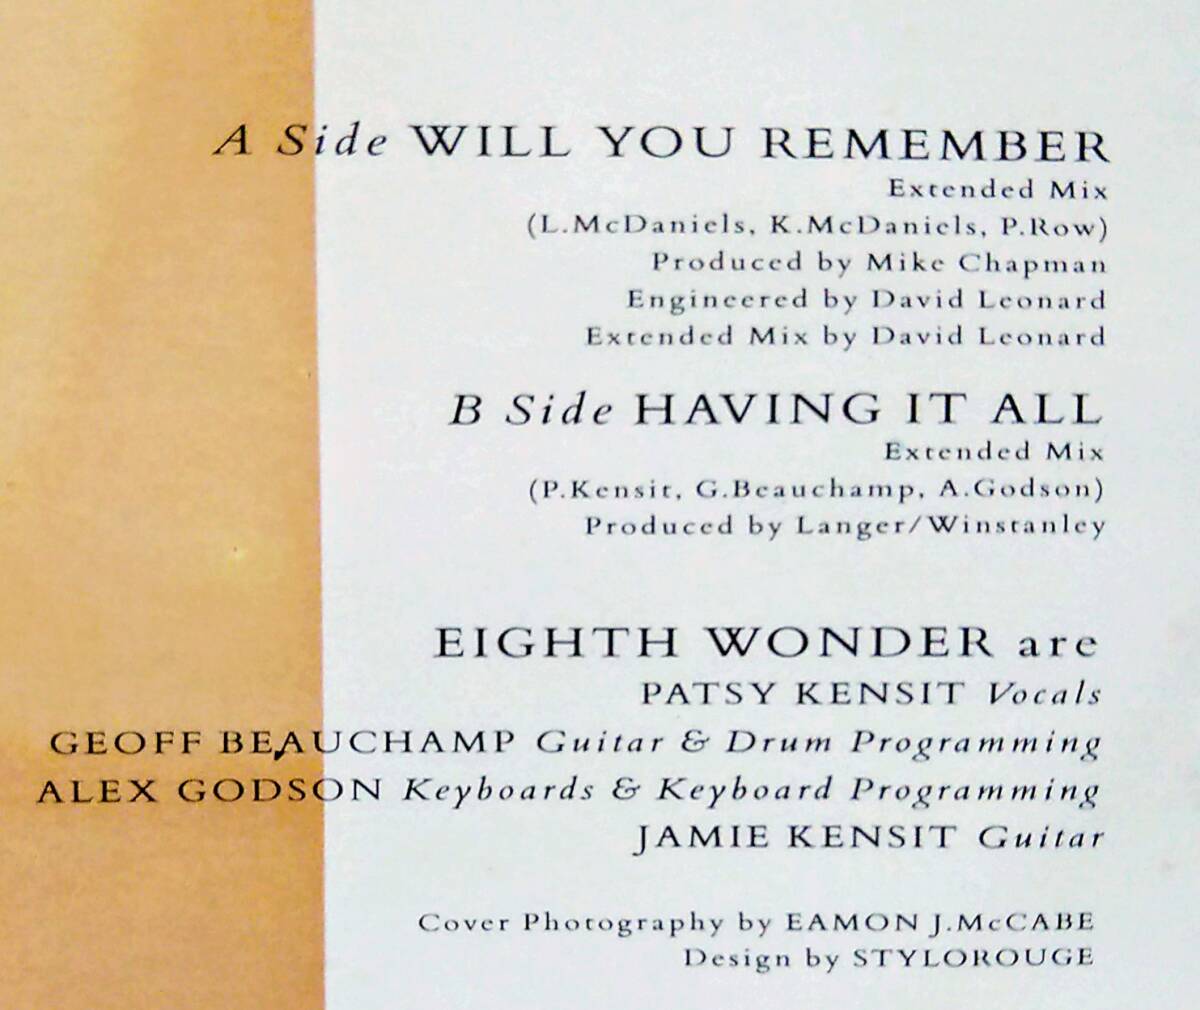 A Side WILL YOU REMEMBER
Extended Mix
(L.McDaniels, K.McDaniels, P.Row)
Produced by Mike Chapman
Engineered by David Leonard
Extended Mix by David Leonard
B Side HAVING IT ALL
Extended Mix
(P.Kensit, G.Beauchamp, A.Godson)
Produced by Langer/Winstanley
EIGHTH WONDER are
PATSY KENSIT Vocals
GEOFF BEAUCHAMP Guitar & Drum Programming
ALEX GODSON Keyboards & Keyboard Programming
JAMIE KENSIT Guitar
Cover Photography by EAMON J.McCABE
Design by STYLOROUGE